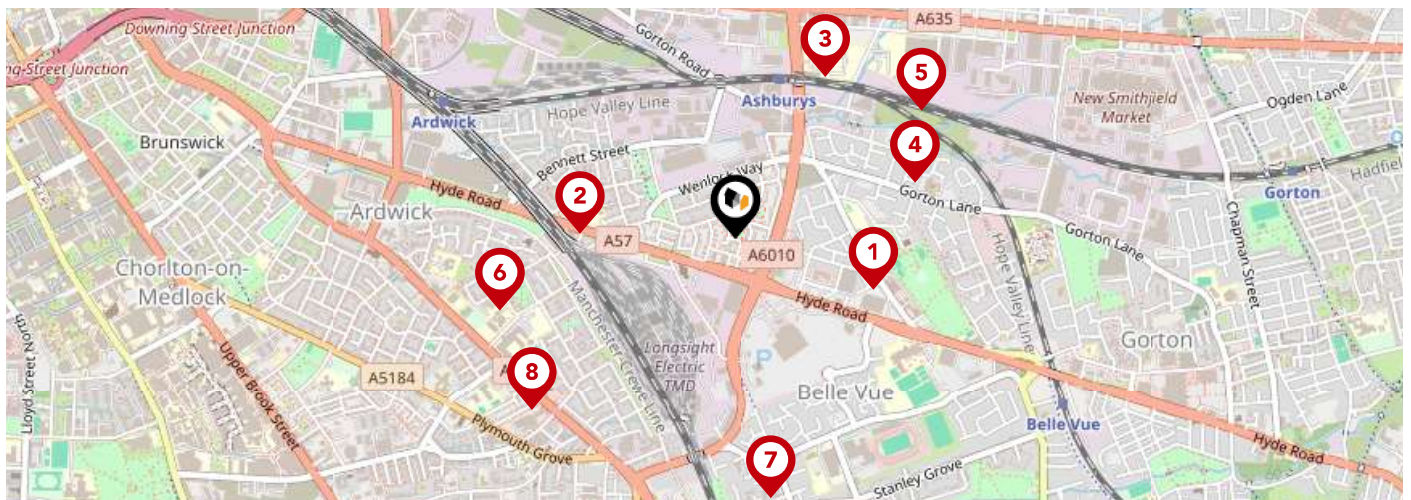 Downing Street Junction
A635
3
Gorton Road
ng-Street Junction
5
Ashburys
New Smithfield
Market
Ogden Lane
Hope Valley Line
Ardwick
Brunswick
4
Bennett Street
Wenlock Way
Hadfiel
Gorton
Hyde Road
2
Gorton Lane
Ardwick
A57
A6010
Gorton Lane
Chapman Street
1
6
Chorlton-on-
Medlock
Hyde Road
Hope Valley Line
Manchester-Crewe Line
Gorton
Lloyd Street North
Upper Brook Street
Longsight
Electric
TMD
P
A5184
8
Belle Vue
Belle Vue
Plymouth Grove
Hyde Road
7
Stanley Grove